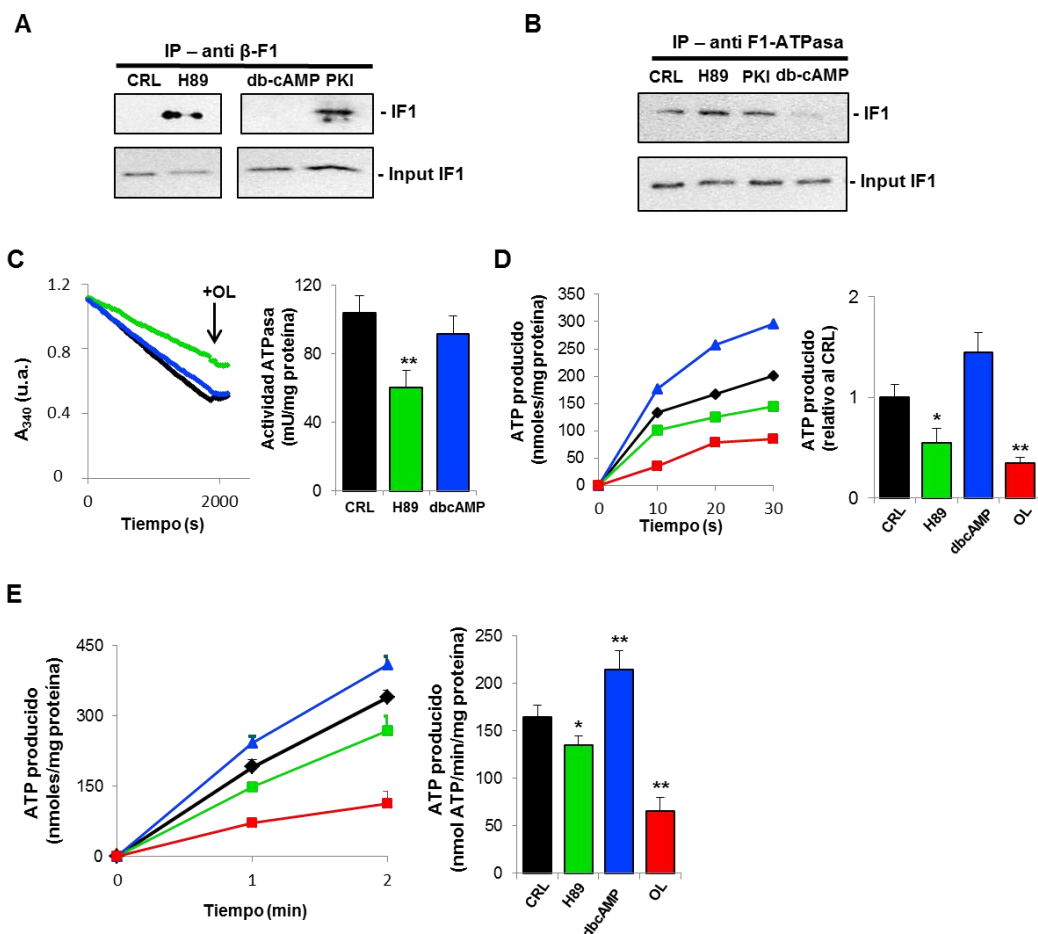 A
IP – anti β-F1
CRL H89 db-cAMP PKI
- IF1
- Input IF1
B
IP – anti F1-ATPasa
CRL H89 PKI db-cAMP
- IF1
- Input IF1
C
A340 (u.a.)
1.2
0.8
0.4
0
+OL
0 2000
Tiempo (s)
Actividad ATPasa
(mU/mg proteína)
120
80
40
0
**
CRL H89 dbcAMP
D
ATP producido
(nmoles/mg proteína)
350
300
250
200
150
100
50
0
0 10 20 30
Tiempo (s)
ATP producido
(relativo al CRL)
2
1
0
*
**
CRL
H89
dbcAMP
OL
E
ATP producido
(nmoles/mg proteína)
450
300
150
0
0 1 2
Tiempo (min)
ATP producido
(nmol ATP/min/mg proteína)
250
200
150
100
50
0
*
**
**
CRL
H89
dbcAMP
OL